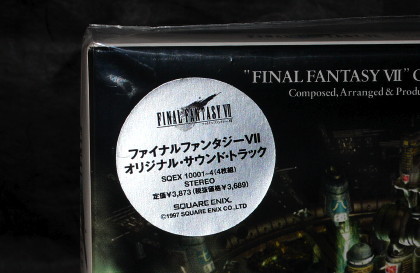 "FINAL FANTASY VII"
Composed, Arranged &
FINAL FANTASY VII
ファイナルファンタジーVII
オリジナル・サウンド・トラック
SQEX 10001~4(4枚組)
STEREO
定価¥3,873(税抜価格¥3,689)
SQUARE ENIX.
©1997 SQUARE ENIX CO.,LTD